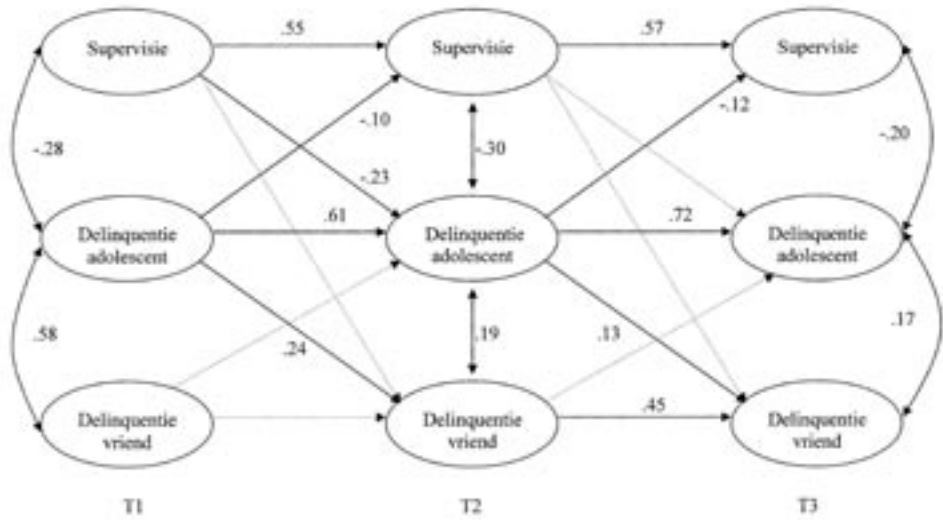 .55
.57
Supervisie
Supervisie
Supervisie
-.10
-.12
-.28
-.30
-.20
-.23
.61
.72
Delinquentie
adolescent
Delinquentie
adolescent
Delinquentie
adolescent
.58
.24
.19
.13
.17
.45
Delinquentie
vriend
Delinquentie
vriend
Delinquentie
vriend
T1
T2
T3